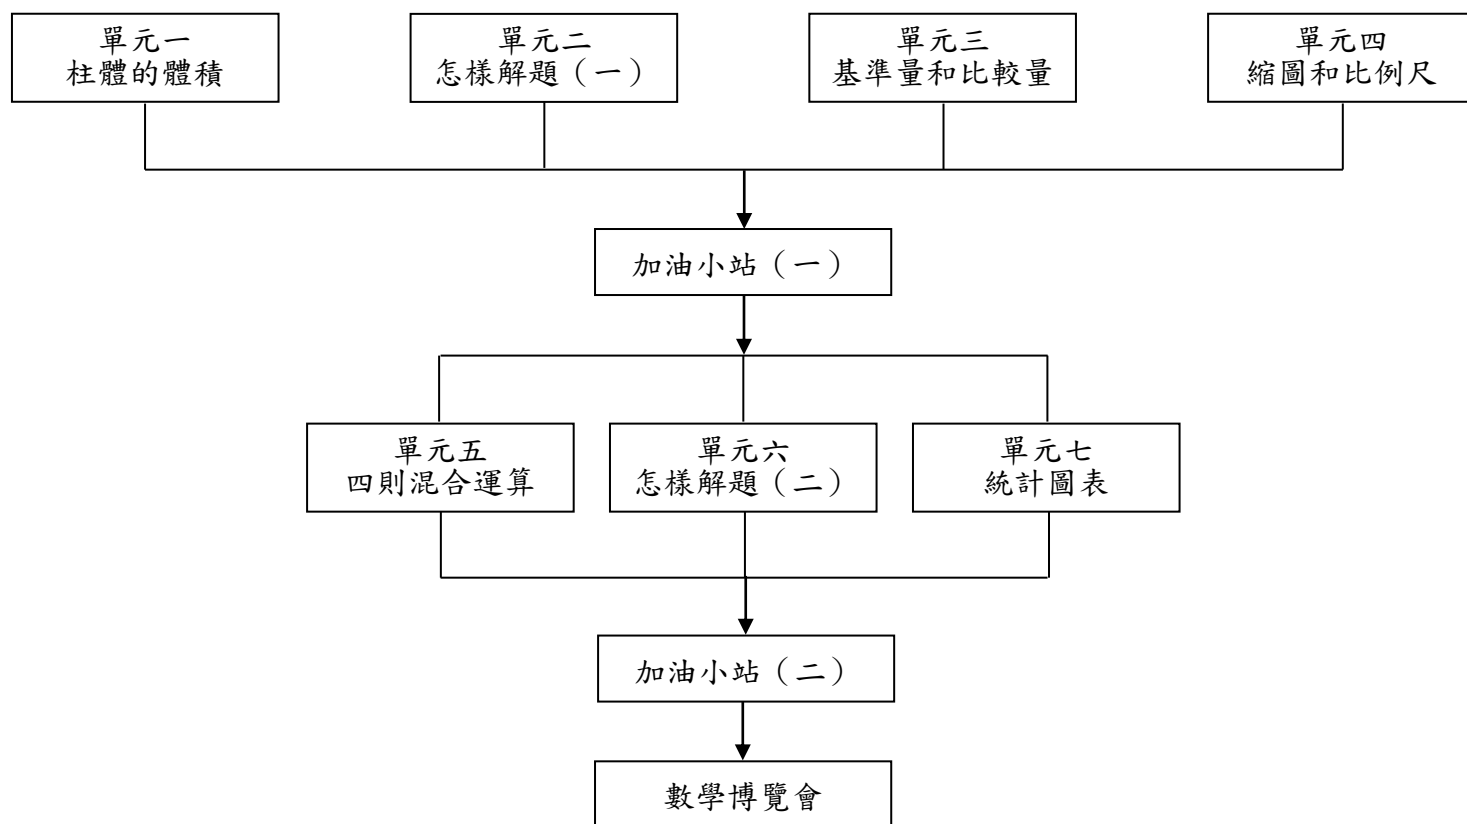 單元一
柱體的體積
單元二
怎樣解題（一）
單元三
基準量和比較量
單元四
縮圖和比例尺
加油小站（一）
單元五
四則混合運算
單元六
怎樣解題（二）
單元七
統計圖表
加油小站（二）
數學博覽會